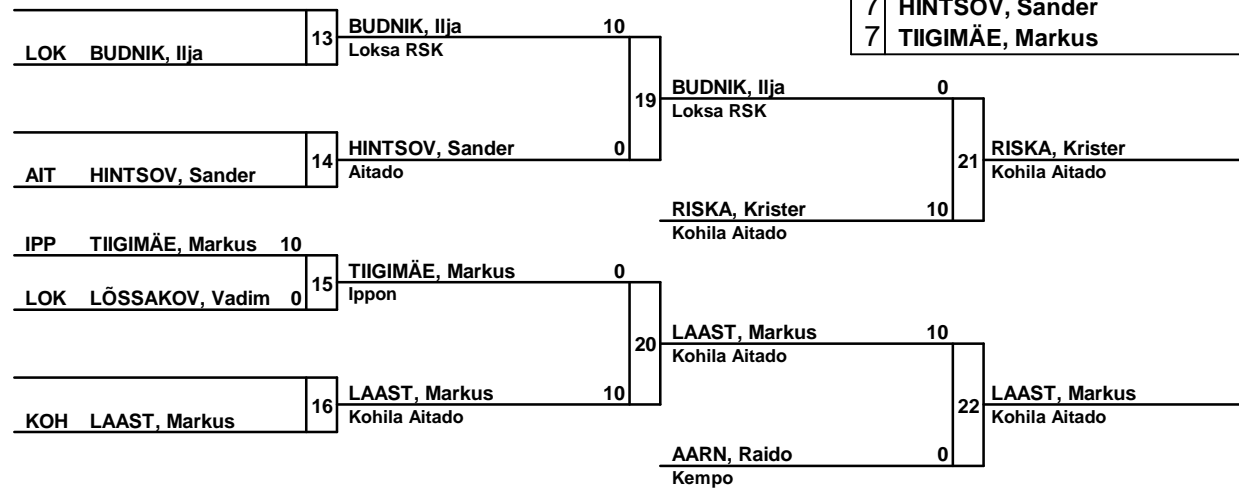 7 HINTSOV, Sander
7 TIIGIMÄE, Markus
BUDNIK, Ilja 10
13
LOK BUDNIK, Ilja
Loksa RSK
BUDNIK, Ilja 0
19
Loksa RSK
HINTSOV, Sander 0
14
AIT HINTSOV, Sander
Aitado
RISKA, Krister
21
Kohila Aitado
RISKA, Krister 10
Kohila Aitado
IPP TIIGIMÄE, Markus 10
15
LOK LÕSSAKOV, Vadim 0
TIIGIMÄE, Markus 0
Ippon
LAAST, Markus 10
20
Kohila Aitado
LAAST, Markus 10
16
KOH LAAST, Markus
Kohila Aitado
LAAST, Markus
22
Kohila Aitado
AARN, Raido 0
Kempo